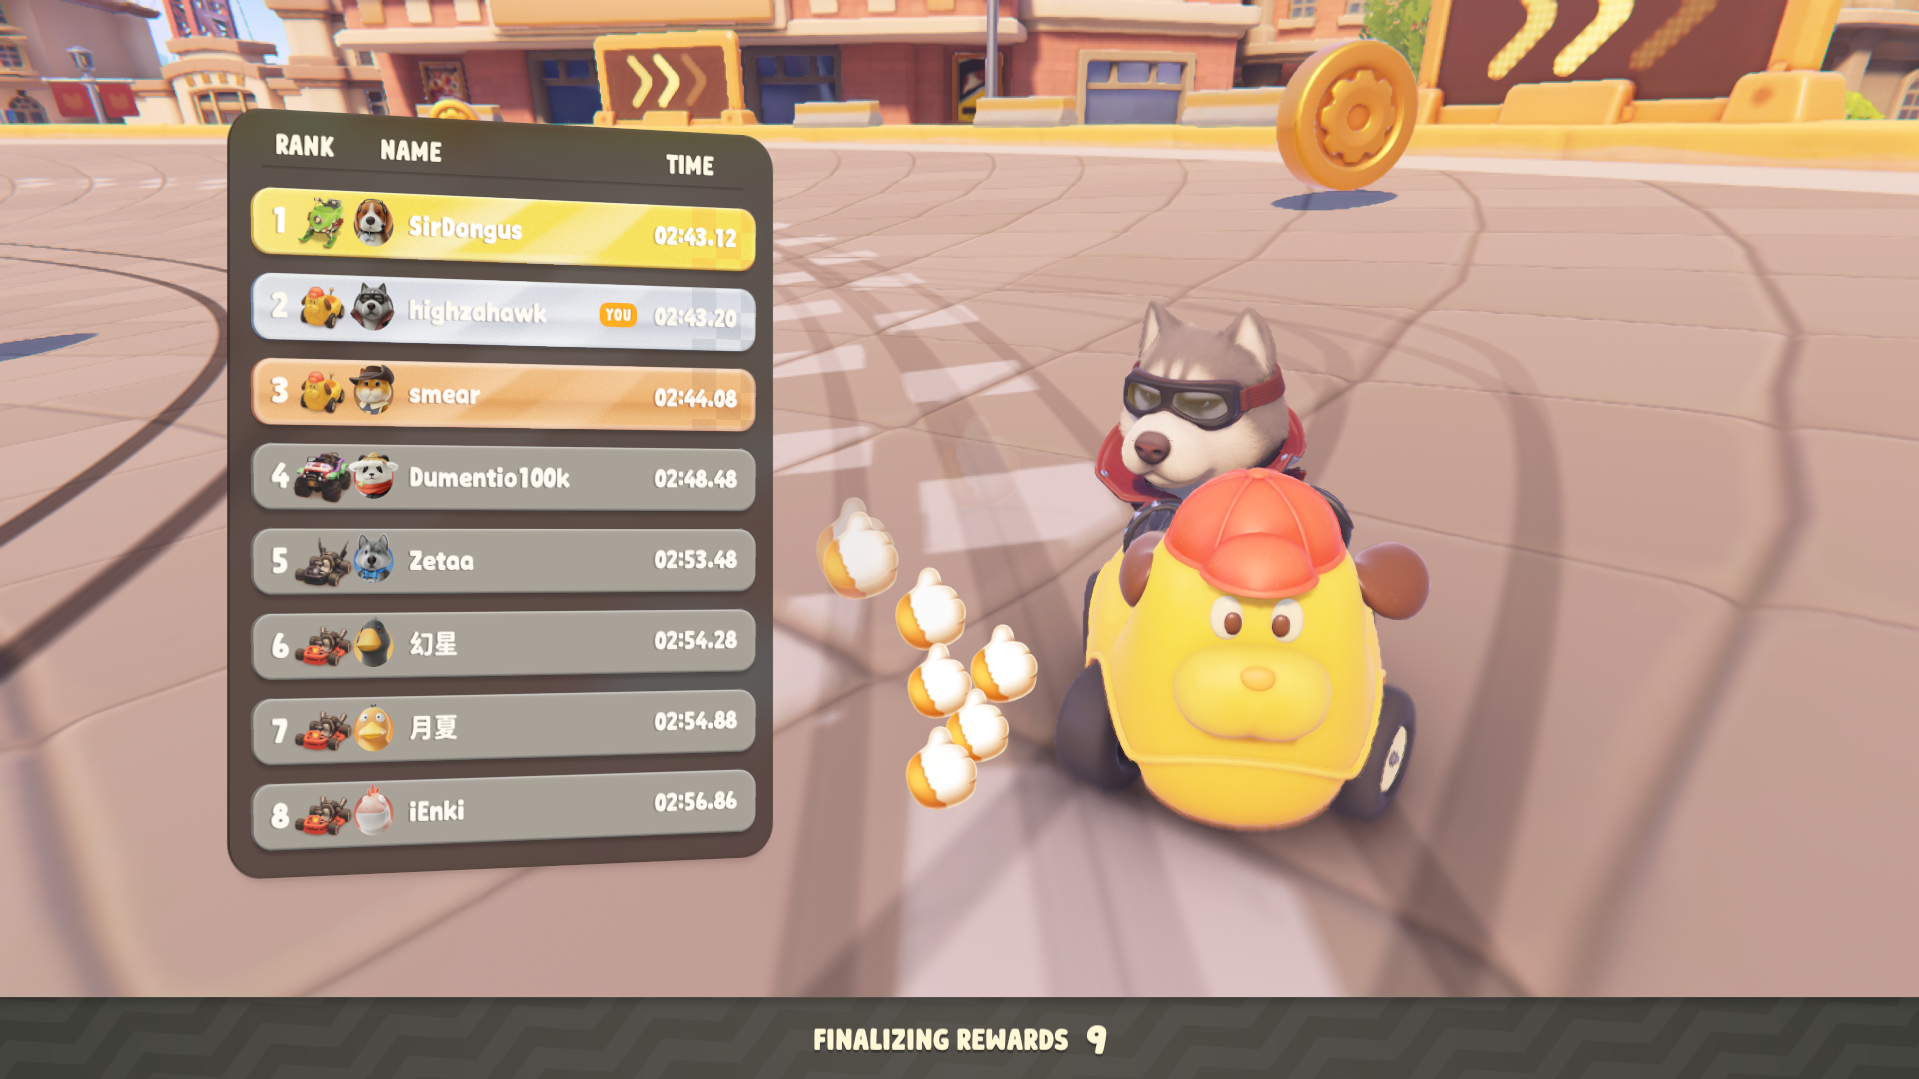 RANK NAME TIME
1 SirDongus 02:43.12
2 highzahawk YOU 02:43.20
3 smear 02:44.08
4 Dumentio100k 02:48.48
5 Zetaa 02:53.48
6 幻星 02:54.28
7 月夏 02:54.88
8 iEnki 02:56.86
FINALIZING REWARDS 9